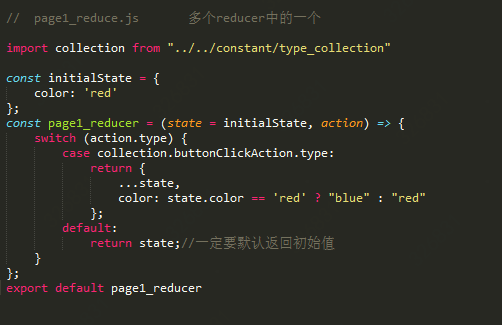 //  page1_reduce.js       多个reducer中的一个
import collection from "../../constant/type_collection"
const initialState = {
    color: 'red'
};
const page1_reducer = (state = initialState, action) => {
    switch (action.type) {
        case collection.buttonClickAction.type:
            return {
                ...state,
                color: state.color == 'red' ? "blue" : "red"
            };
        default:
            return state;//一定要默认返回初始值
    }
};
export default page1_reducer